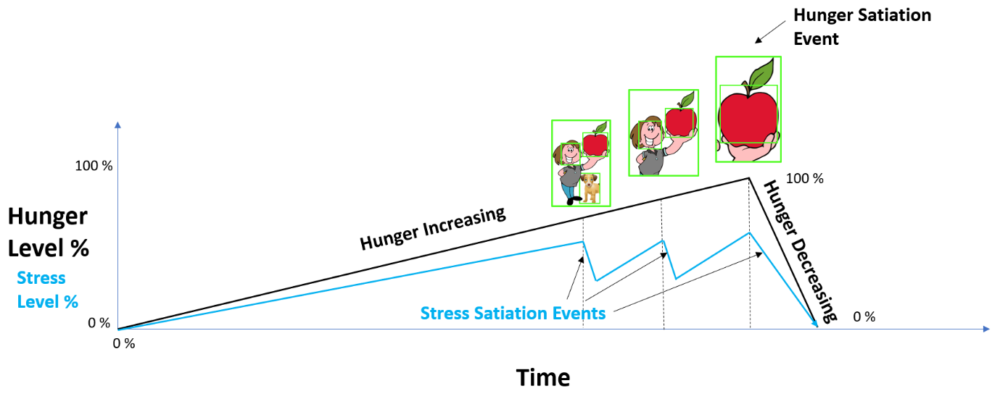 Hunger Satiation
Event
100 %
100 %
Hunger Increasing
Hunger Decreasing
Hunger
Level %
Stress
Level %
Stress Satiation Events
0 %
0 %
0 %
Time